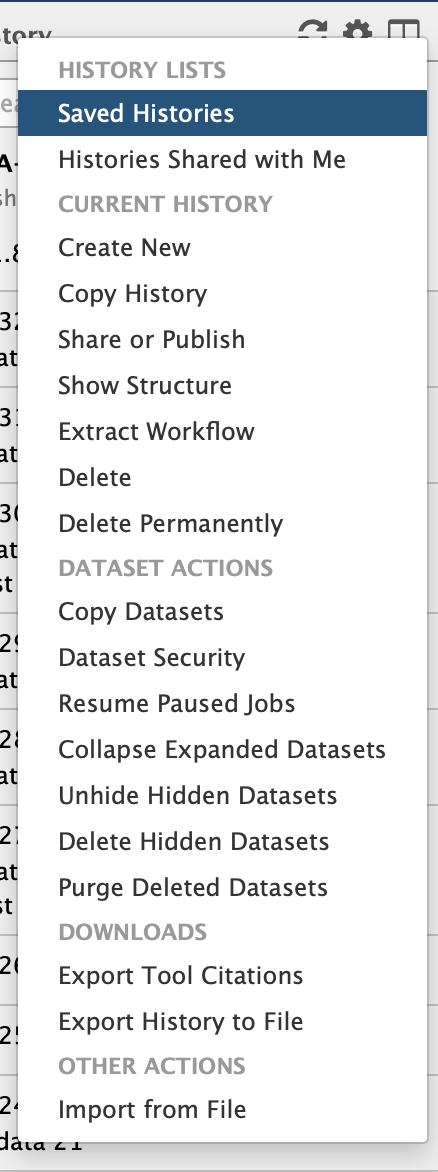 HISTORY LISTS
Saved Histories
Histories Shared with Me
CURRENT HISTORY
Create New
Copy History
Share or Publish
Show Structure
Extract Workflow
Delete
Delete Permanently
DATASET ACTIONS
Copy Datasets
Dataset Security
Resume Paused Jobs
Collapse Expanded Datasets
Unhide Hidden Datasets
Delete Hidden Datasets
Purge Deleted Datasets
DOWNLOADS
Export Tool Citations
Export History to File
OTHER ACTIONS
Import from File